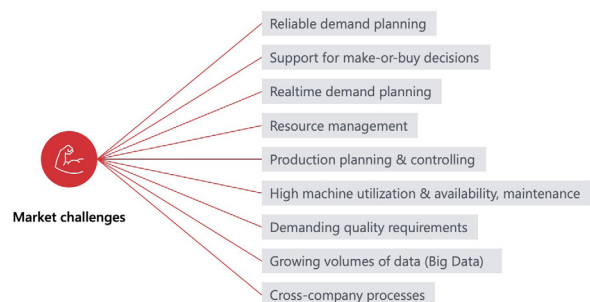 Reliable demand planning
Support for make-or-buy decisions
Realtime demand planning
Resource management
Production planning & controlling
High machine utilization & availability, maintenance
Market challenges
Demanding quality requirements
Growing volumes of data (Big Data)
Cross-company processes